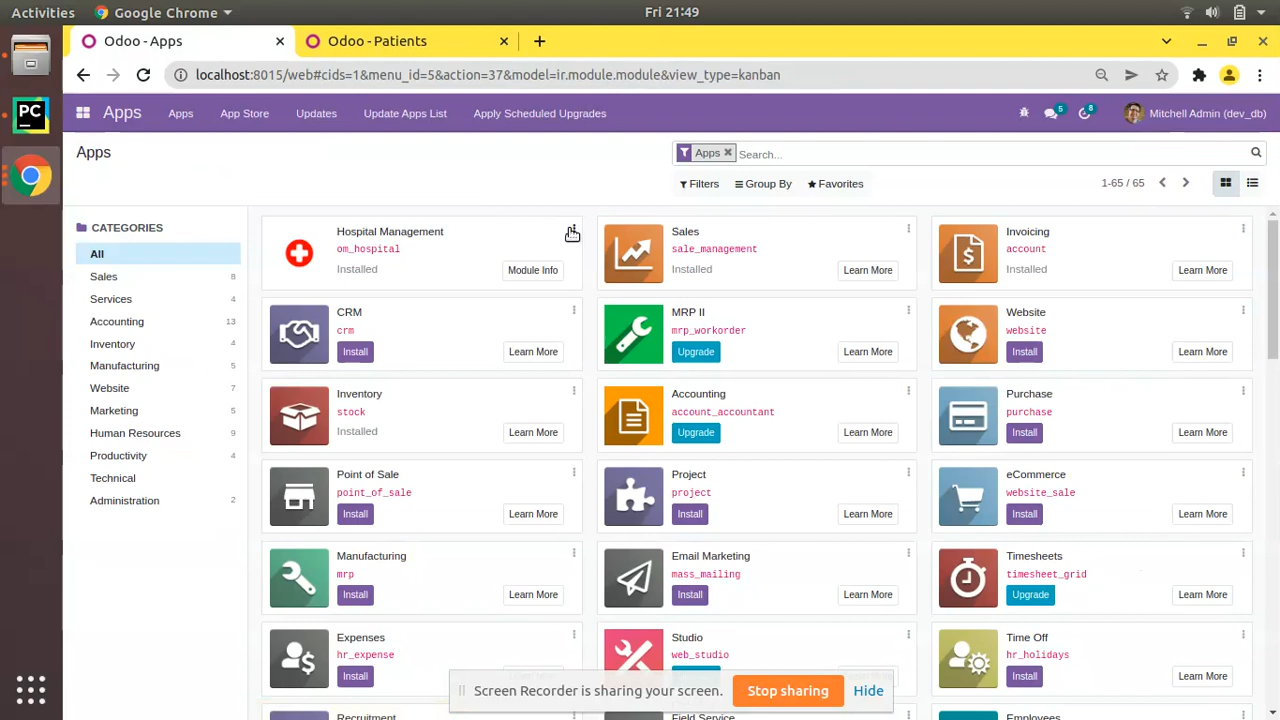 Activities Google Chrome Fri 21:49
Odoo - Apps
Odoo - Patients
localhost:8015/web#cids=1&menu_id=5&action=37&model=ir.module.module&view_type=kanban
Apps Apps App Store Updates Update Apps List Apply Scheduled Upgrades 5 8 Mitchell Admin (dev_db)
Apps
Apps Search...
Filters Group By Favorites 1-65 / 65
CATEGORIES
All
Sales 8
Services 4
Accounting 13
Inventory 4
Manufacturing 5
Website 7
Marketing 5
Human Resources 9
Productivity 4
Technical
Administration 2
Hospital Management
om_hospital
Installed Module Info
Sales
sale_management
Installed Learn More
Invoicing
account
Installed Learn More
CRM
crm
Install Learn More
MRP II
mrp_workorder
Upgrade Learn More
Website
website
Install Learn More
Inventory
stock
Installed Learn More
Accounting
account_accountant
Upgrade Learn More
Purchase
purchase
Install Learn More
Point of Sale
point_of_sale
Install Learn More
Project
project
Install Learn More
eCommerce
website_sale
Install Learn More
Manufacturing
mrp
Install Learn More
Email Marketing
mass_mailing
Install Learn More
Timesheets
timesheet_grid
Upgrade Learn More
Expenses
hr_expense
Install
Studio
web_studio
Time Off
hr_holidays
Install Learn More
Recruitment
Field Service
Employees
PC
Screen Recorder is sharing your screen. Stop sharing Hide